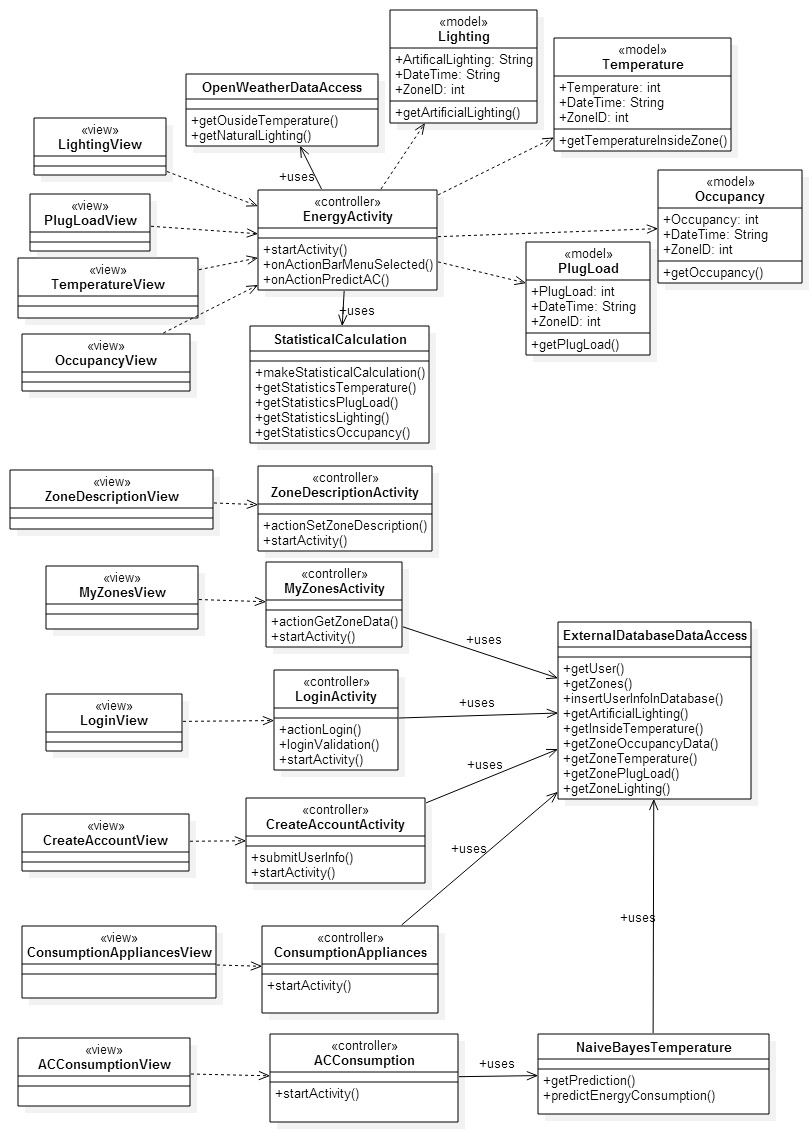 «model»
Lighting
+ArtificalLighting: String
+DateTime: String
+ZoneID: int
+getArtificialLighting()
«model»
Temperature
+Temperature: int
+DateTime: String
+ZoneID: int
+getTemperatureInsideZone()
OpenWeatherDataAccess
+getOusideTemperature()
+getNaturalLighting()
«view»
LightingView
+uses
«model»
Occupancy
+Occupancy: int
+DateTime: String
+ZoneID: int
+getOccupancy()
«view»
PlugLoadView
«controller»
EnergyActivity
+startActivity()
+onActionBarMenuSelected()
+onActionPredictAC()
«model»
PlugLoad
+PlugLoad: int
+DateTime: String
+ZoneID: int
+getPlugLoad()
«view»
TemperatureView
+uses
«view»
OccupancyView
StatisticalCalculation
+makeStatisticalCalculation()
+getStatisticsTemperature()
+getStatisticsPlugLoad()
+getStatisticsLighting()
+getStatisticsOccupancy()
«view»
ZoneDescriptionView
«controller»
ZoneDescriptionActivity
+actionSetZoneDescription()
+startActivity()
«view»
MyZonesView
«controller»
MyZonesActivity
+actionGetZoneData()
+startActivity()
+uses
ExternalDatabaseDataAccess
+getUser()
+getZones()
+insertUserInfoInDatabase()
+getArtificialLighting()
+getInsideTemperature()
+getZoneOccupancyData()
+getZoneTemperature()
+getZonePlugLoad()
+getZoneLighting()
«view»
LoginView
«controller»
LoginActivity
+actionLogin()
+loginValidation()
+startActivity()
+uses
+uses
«view»
CreateAccountView
«controller»
CreateAccountActivity
+submitUserInfo()
+startActivity()
+uses
«view»
ConsumptionAppliancesView
«controller»
ConsumptionAppliances
+startActivity()
+uses
«view»
ACConsumptionView
«controller»
ACConsumption
+startActivity()
+uses
NaiveBayesTemperature
+getPrediction()
+predictEnergyConsumption()